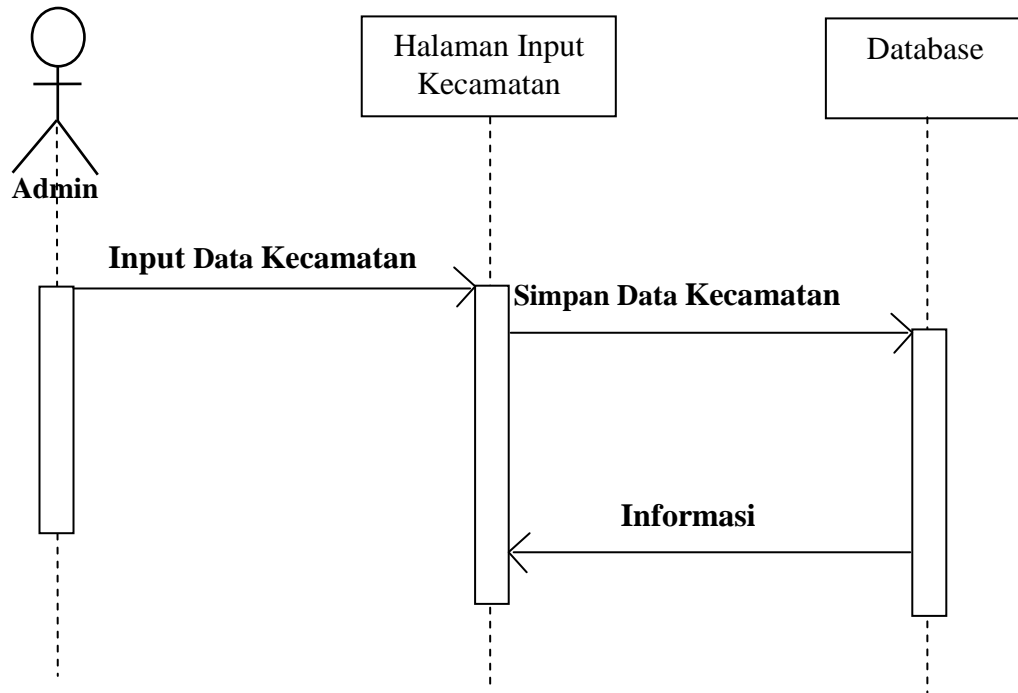 Halaman Input
Kecamatan
Database
Admin
Input Data Kecamatan
Simpan Data Kecamatan
Informasi